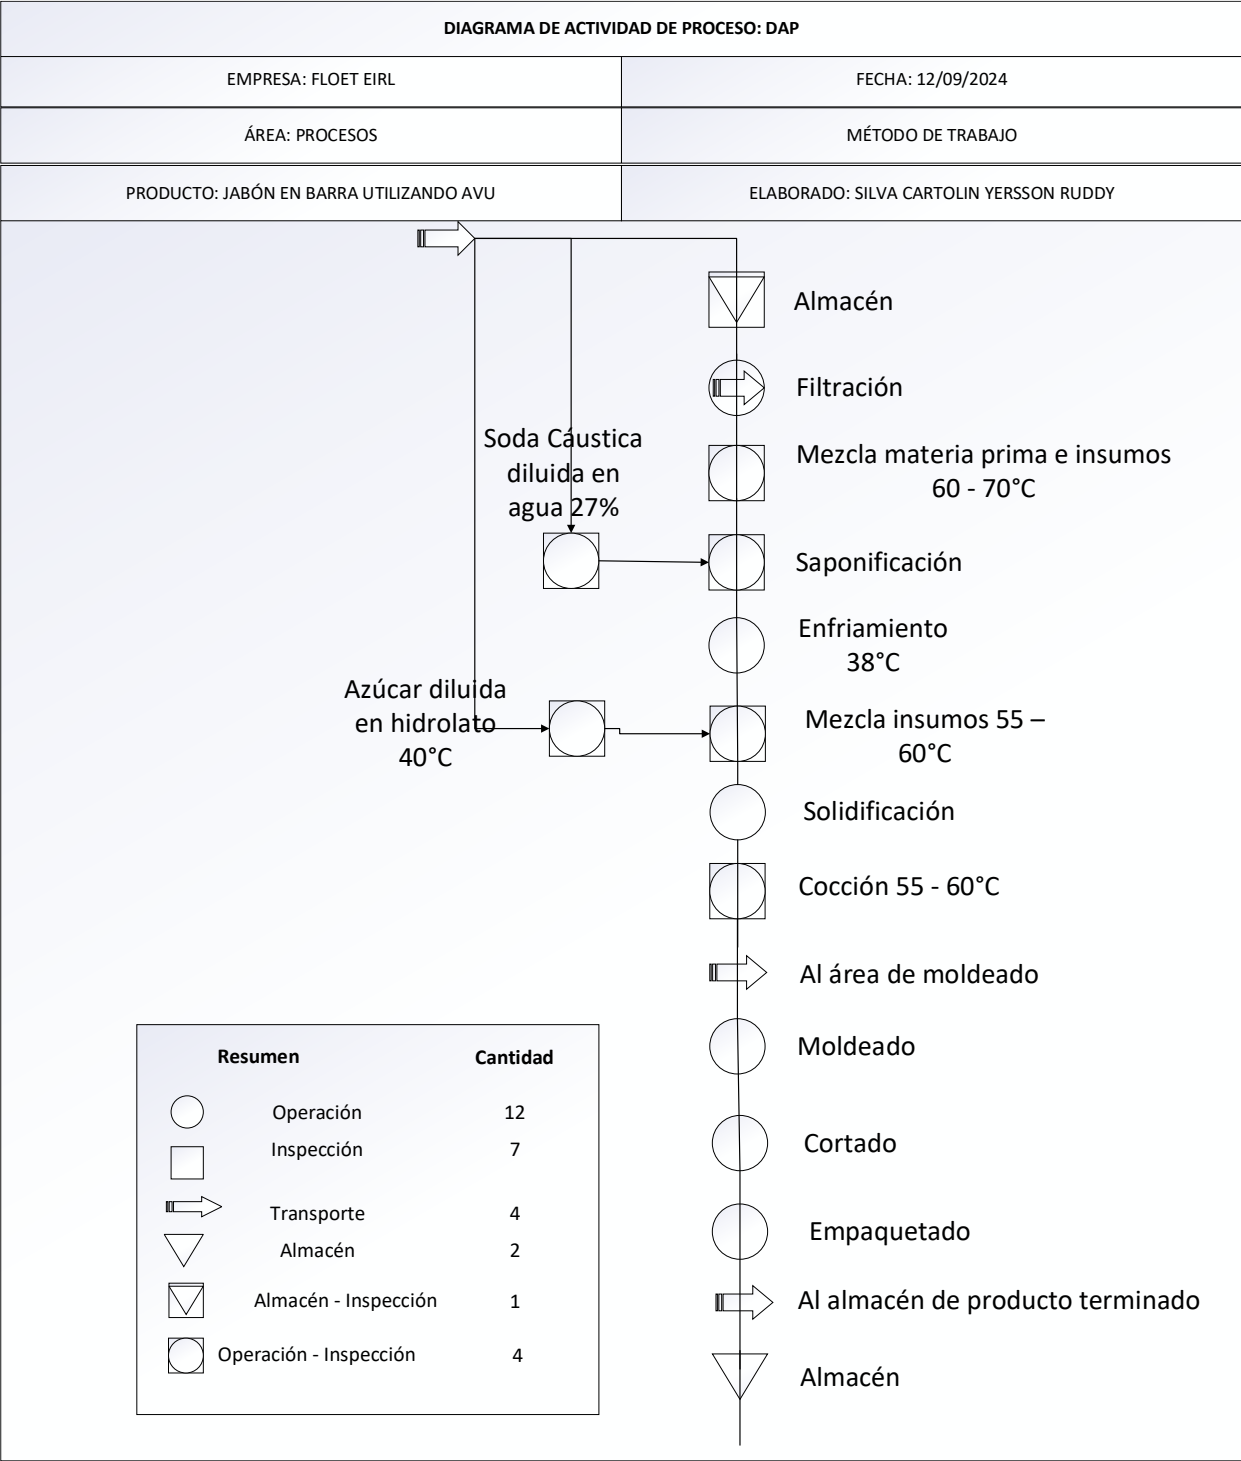 DIAGRAMA DE ACTIVIDAD DE PROCESO: DAP
EMPRESA: FLOET EIRL
FECHA: 12/09/2024
ÁREA: PROCESOS
MÉTODO DE TRABAJO
PRODUCTO: JABÓN EN BARRA UTILIZANDO AVU
ELABORADO: SILVA CARTOLIN YERSSON RUDDY
Almacén
Filtración
Soda Cáustica
diluida en
agua 27%
Mezcla materia prima e insumos
60 - 70°C
Saponificación
Enfriamiento
38°C
Azúcar diluida
en hidrolato
40°C
Mezcla insumos 55 –
60°C
Solidificación
Cocción 55 - 60°C
Al área de moldeado
Moldeado
Cortado
Empaquetado
Al almacén de producto terminado
Almacén
Resumen Cantidad
Operación 12
Inspección 7
Transporte 4
Almacén 2
Almacén - Inspección 1
Operación - Inspección 4